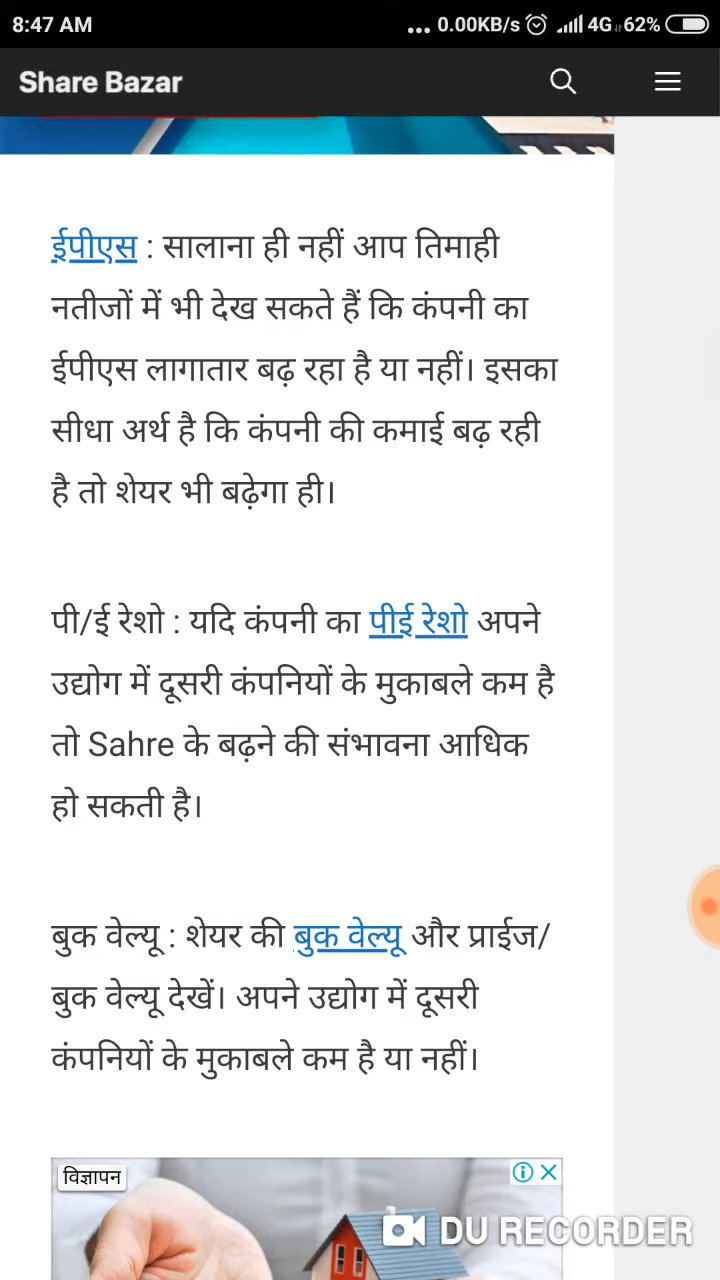 8:47 AM
... 0.00KB/s 4G 62%
Share Bazar
ईपीएस : सालाना ही नहीं आप तिमाही
नतीजों में भी देख सकते हैं कि कंपनी का
ईपीएस लागातार बढ़ रहा है या नहीं। इसका
सीधा अर्थ है कि कंपनी की कमाई बढ़ रही
है तो शेयर भी बढ़ेगा ही।
पी/ई रेशो : यदि कंपनी का पीई रेशो अपने
उद्योग में दूसरी कंपनियों के मुकाबले कम है
तो Sahre के बढ़ने की संभावना आधिक
हो सकती है।
बुक वेल्यू : शेयर की बुक वेल्यू और प्राईज/
बुक वेल्यू देखें। अपने उद्योग में दूसरी
कंपनियों के मुकाबले कम है या नहीं।
विज्ञापन
DU RECORDER